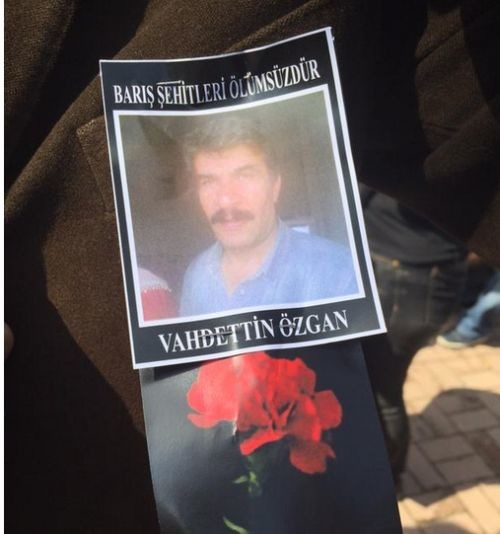 BARIŞ ŞEHİTLERİ ÖLÜMSÜZDÜR
VAHDETTİN ÖZGAN